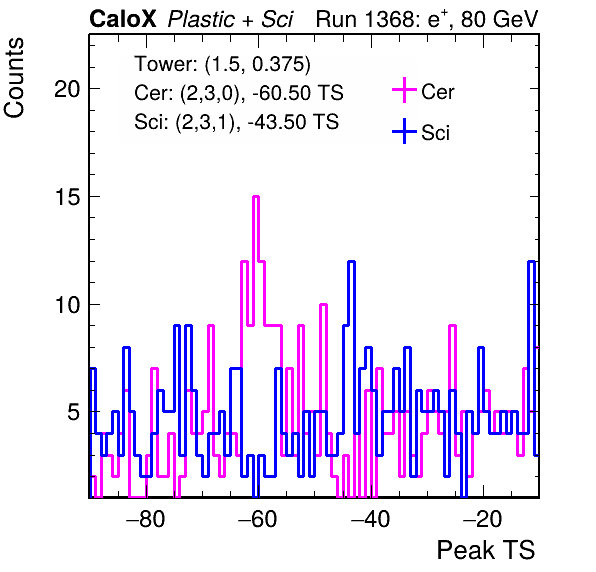 CaloX Plastic + Sci Run 1368: e⁺, 80 GeV
Counts
Tower: (1.5, 0.375)
Cer: (2,3,0), -60.50 TS
Sci: (2,3,1), -43.50 TS
Cer
Sci
20
15
10
5
−80 −60 −40 −20
Peak TS